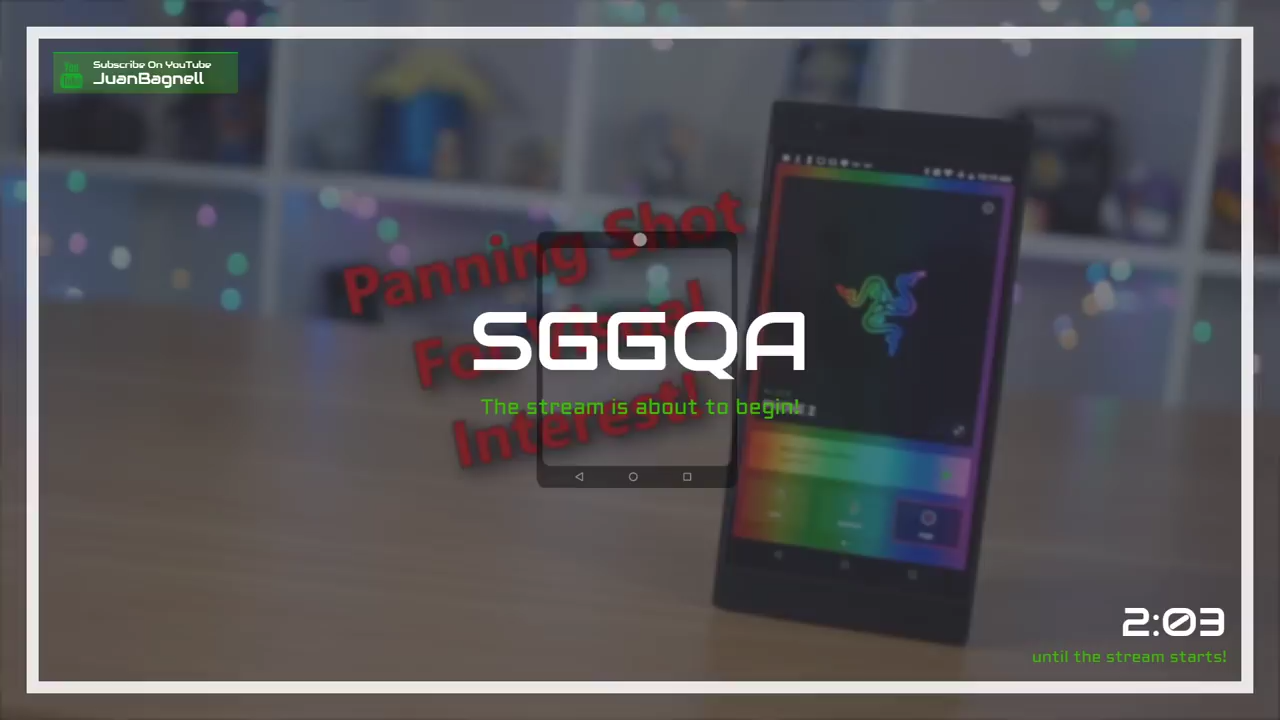 Subscribe On YouTube
JuanBagnell
Panning Shot
For Visual
Interest!
SGGQA
The stream is about to begin!
2:03
until the stream starts!